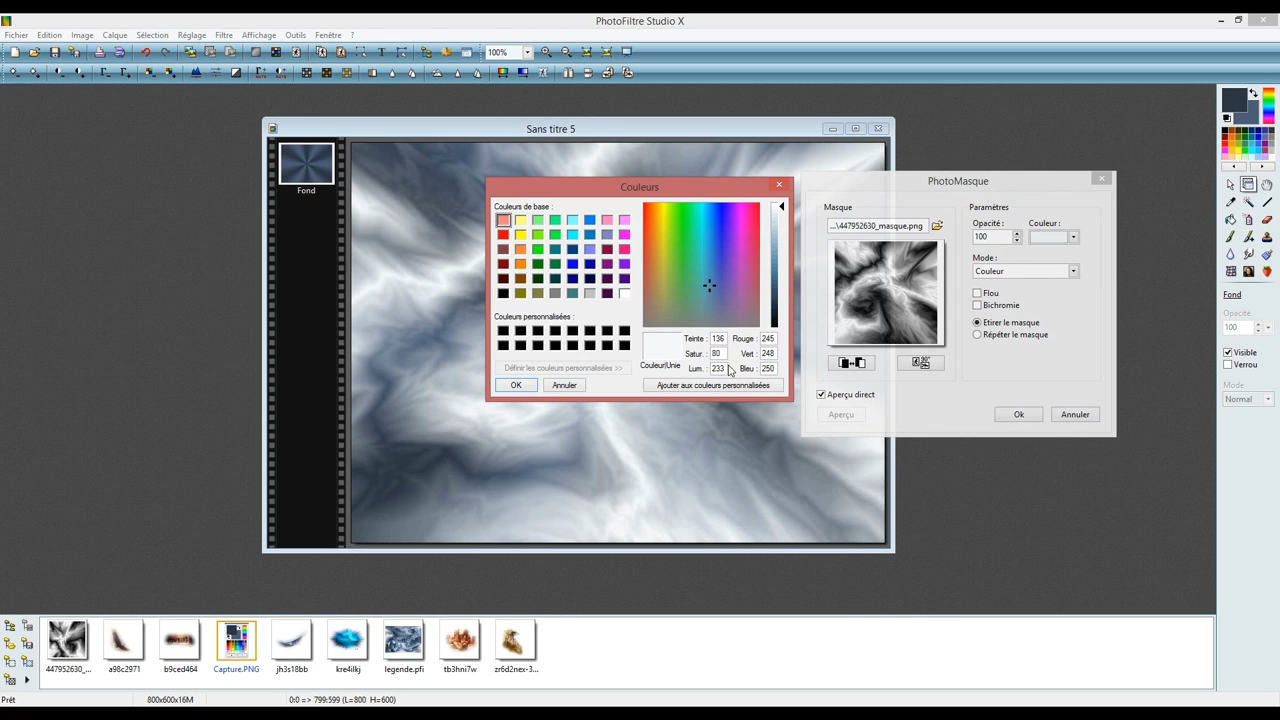 PhotoFiltre Studio X
Fichier Edition Image Calque Sélection Réglage Filtre Affichage Outils Fenêtre ?
100%
Sans titre 5
Fond
Couleurs
Couleurs de base :
Couleurs personnalisées :
Définir les couleurs personnalisées >>
OK Annuler
Teinte : 136 Rouge : 245
Satur. : 80 Vert : 248
Couleur|Unie Lum. : 233 Bleu : 250
Ajouter aux couleurs personnalisées
PhotoMasque
Masque
...\447952630_masque.png
Paramètres
Opacité : Couleur :
100
Mode :
Couleur
Flou
Bichromie
Etirer le masque
Répéter le masque
Aperçu direct
Aperçu Ok Annuler
Fond
Opacité
100
Visible
Verrou
Mode
Normal
447952630_... a98c2971 b9ced464 Capture.PNG jh3s18bb kre4ilkj legende.pfi tb3hni7w zr6d2nex-3...
Prêt 800x600x16M 0:0 => 799:599 (L=800 H=600)